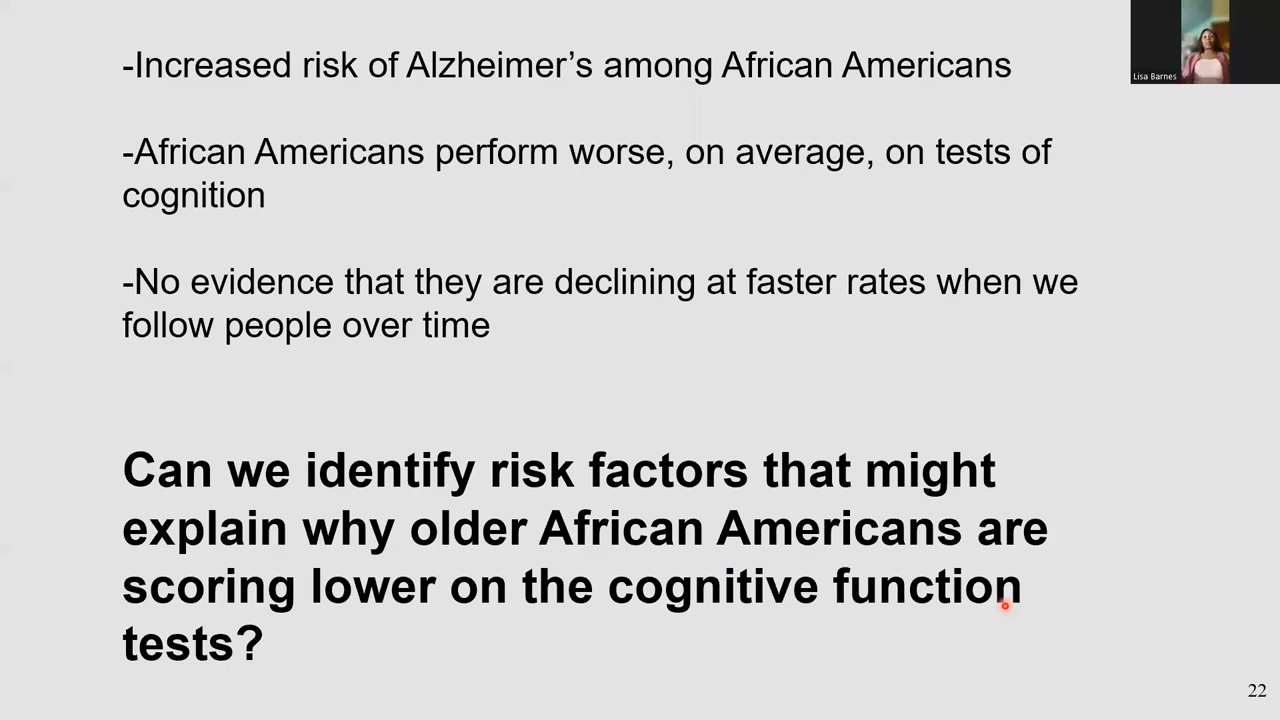 -Increased risk of Alzheimer’s among African Americans
Lisa Barnes
-African Americans perform worse, on average, on tests of
cognition
-No evidence that they are declining at faster rates when we
follow people over time
Can we identify risk factors that might
explain why older African Americans are
scoring lower on the cognitive function
tests?
22